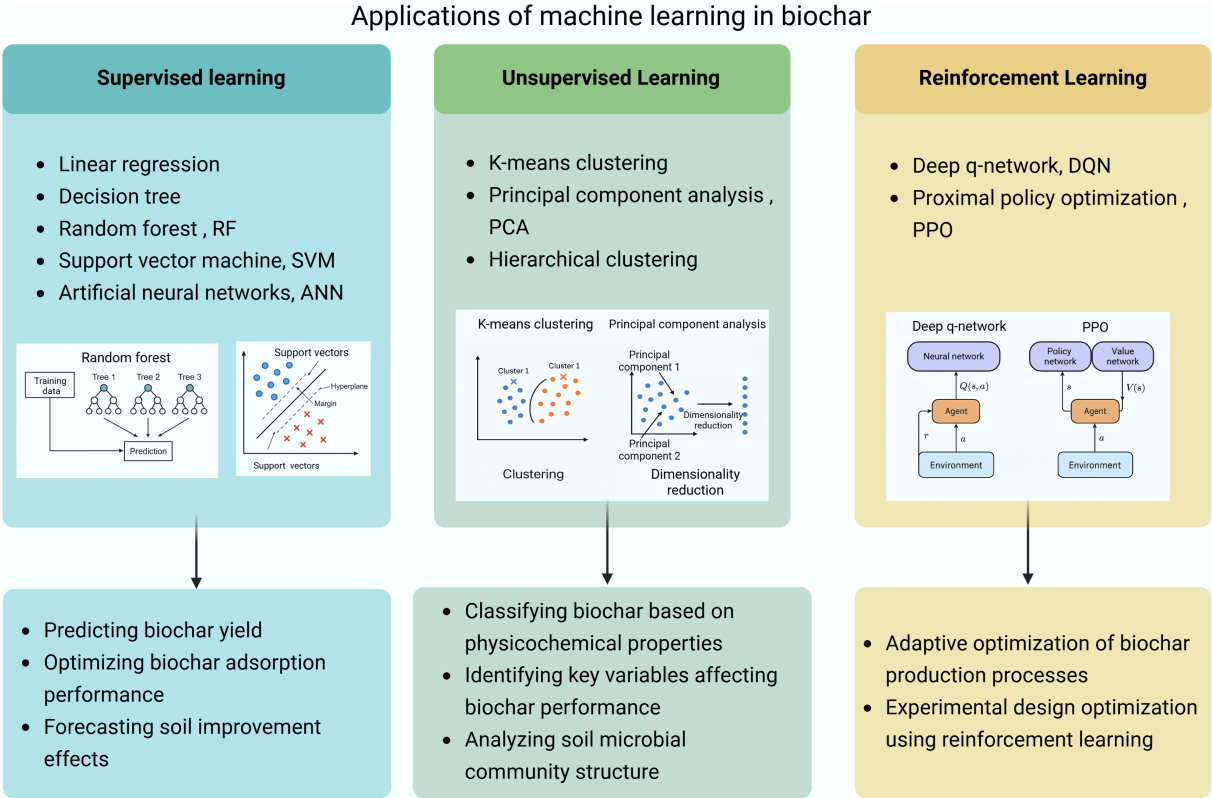 Applications of machine learning in biochar
Supervised learning
• Linear regression
• Decision tree
• Random forest , RF
• Support vector machine, SVM
• Artificial neural networks, ANN
Random forest
Training
data
Tree 1
Tree 2
Tree 3
Prediction
Support vectors
Hyperplane
Margin
Support vectors
• Predicting biochar yield
• Optimizing biochar adsorption
performance
• Forecasting soil improvement
effects
Unsupervised Learning
• K-means clustering
• Principal component analysis ,
PCA
• Hierarchical clustering
K-means clustering
Cluster 1
Cluster 1
Clustering
Principal component analysis
Principal
component 1
Dimensionality
reduction
Principal
component 2
Dimensionality
reduction
• Classifying biochar based on
physicochemical properties
• Identifying key variables affecting
biochar performance
• Analyzing soil microbial
community structure
Reinforcement Learning
• Deep q-network, DQN
• Proximal policy optimization ,
PPO
Deep q-network
Neural network
Q(s, a)
Agent
r
a
Environment
PPO
Policy
network
Value
network
s
V(s)
Agent
a
Environment
• Adaptive optimization of biochar
production processes
• Experimental design optimization
using reinforcement learning